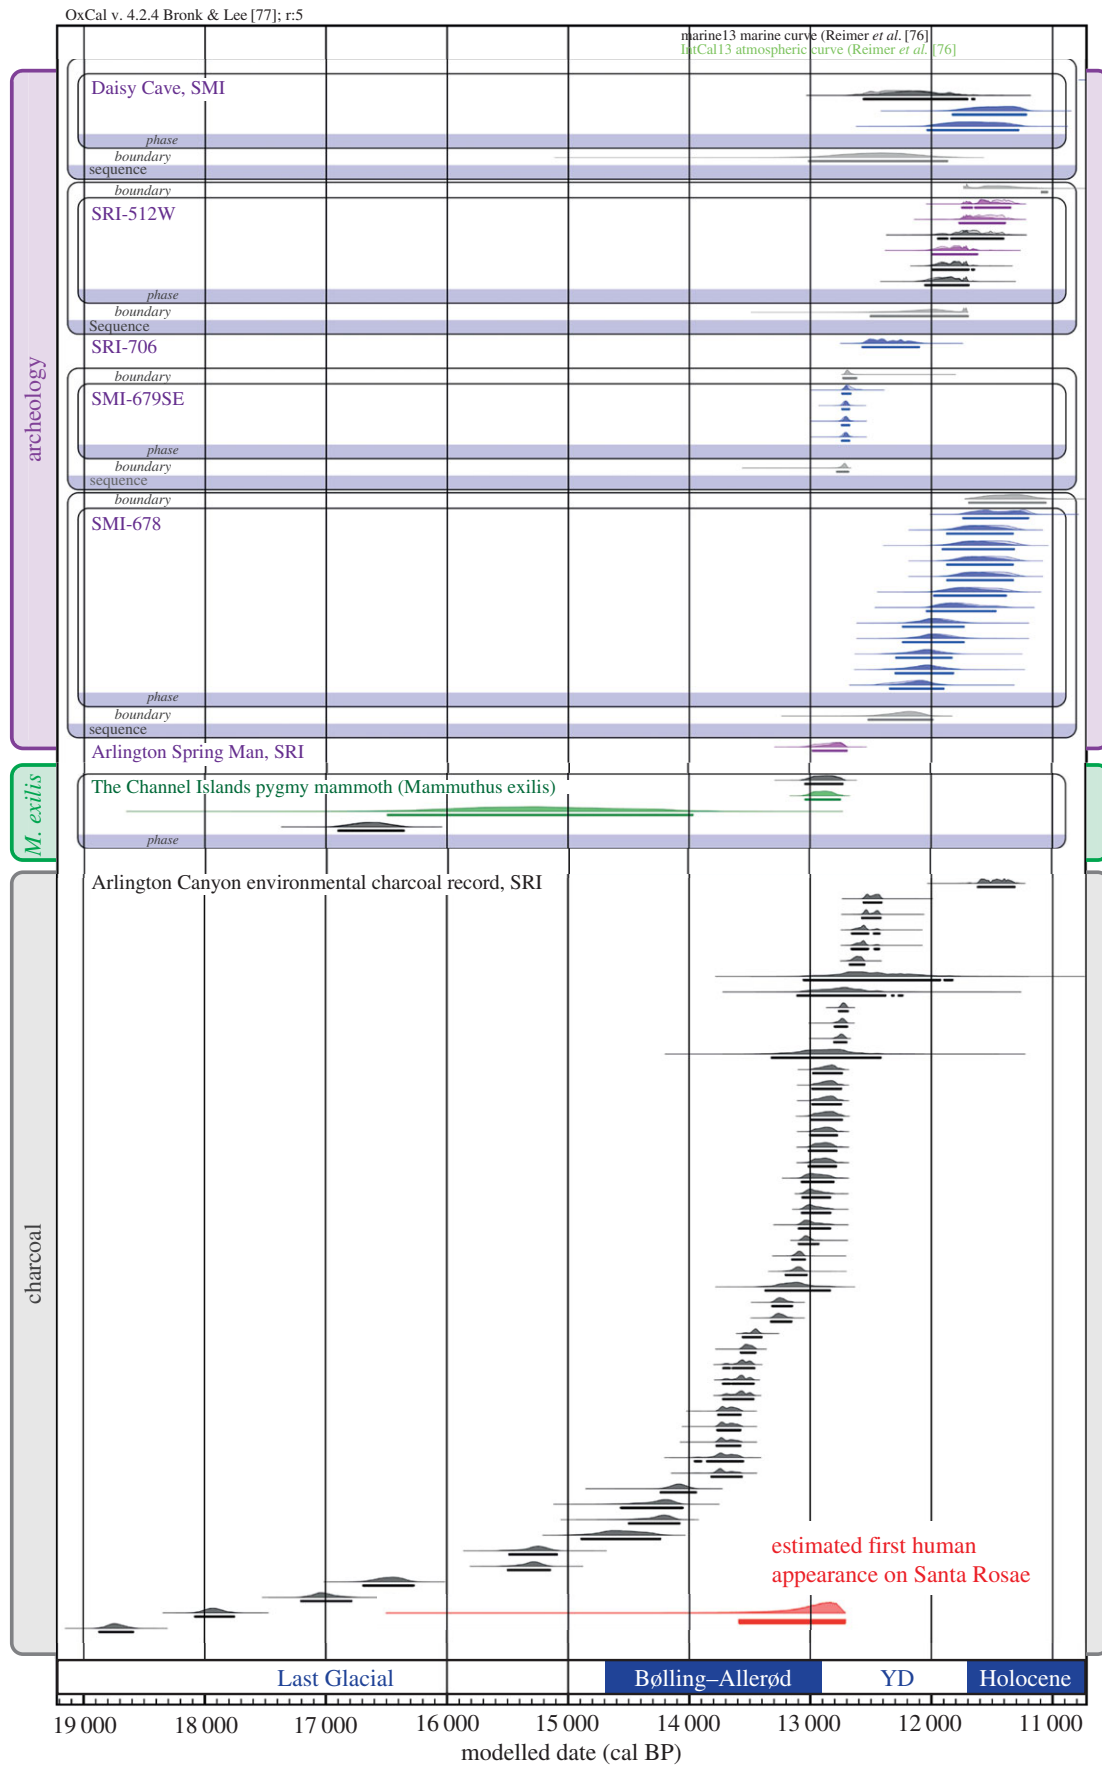 OxCal v. 4.2.4 Bronk & Lee [77]; r:5
marine13 marine curve (Reimer et al. [76]
IntCal13 atmospheric curve (Reimer et al. [76]
archeology
Daisy Cave, SMI
phase
boundary
sequence
boundary
SRI-512W
phase
boundary
Sequence
SRI-706
boundary
SMI-679SE
phase
boundary
sequence
boundary
SMI-678
phase
boundary
sequence
Arlington Spring Man, SRI
M. exilis
The Channel Islands pygmy mammoth (Mammuthus exilis)
phase
charcoal
Arlington Canyon environmental charcoal record, SRI
estimated first human
appearance on Santa Rosae
Last Glacial Bølling–Allerød YD Holocene
19 000 18 000 17 000 16 000 15 000 14 000 13 000 12 000 11 000
modelled date (cal BP)